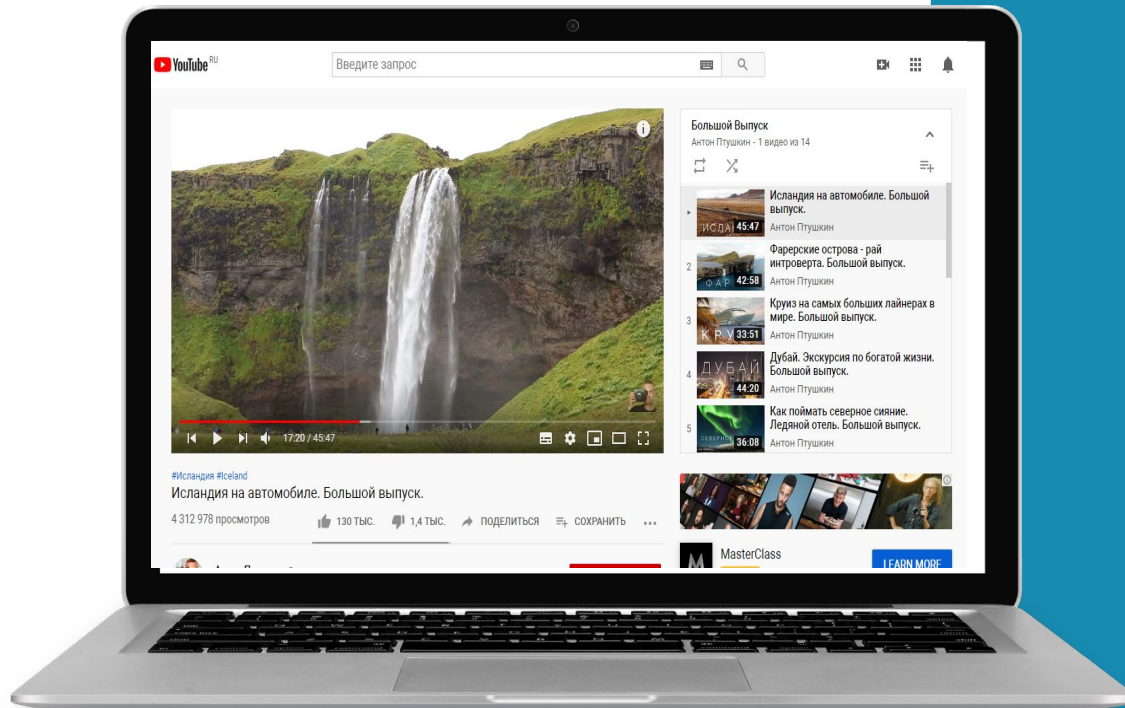 YouTube RU
Введите запрос
17:20 / 45:47
#Исландия #Iceland
Исландия на автомобиле. Большой выпуск.
4 312 978 просмотров
130 ТЫС.
1,4 ТЫС.
ПОДЕЛИТЬСЯ
СОХРАНИТЬ
Большой Выпуск
Антон Птушкин - 1 видео из 14
ИСЛА 45:47
Исландия на автомобиле. Большой
выпуск.
Антон Птушкин
2
ФАР 42:58
Фарерские острова - рай
интроверта. Большой выпуск.
Антон Птушкин
3
КРУ 33:51
Круиз на самых больших лайнерах в
мире. Большой выпуск.
Антон Птушкин
4
ДУБАЙ
44:20
Дубай. Экскурсия по богатой жизни.
Большой выпуск.
Антон Птушкин
5
36:08
Как поймать северное сияние.
Ледяной отель. Большой выпуск.
Антон Птушкин
MasterClass
LEARN MORE